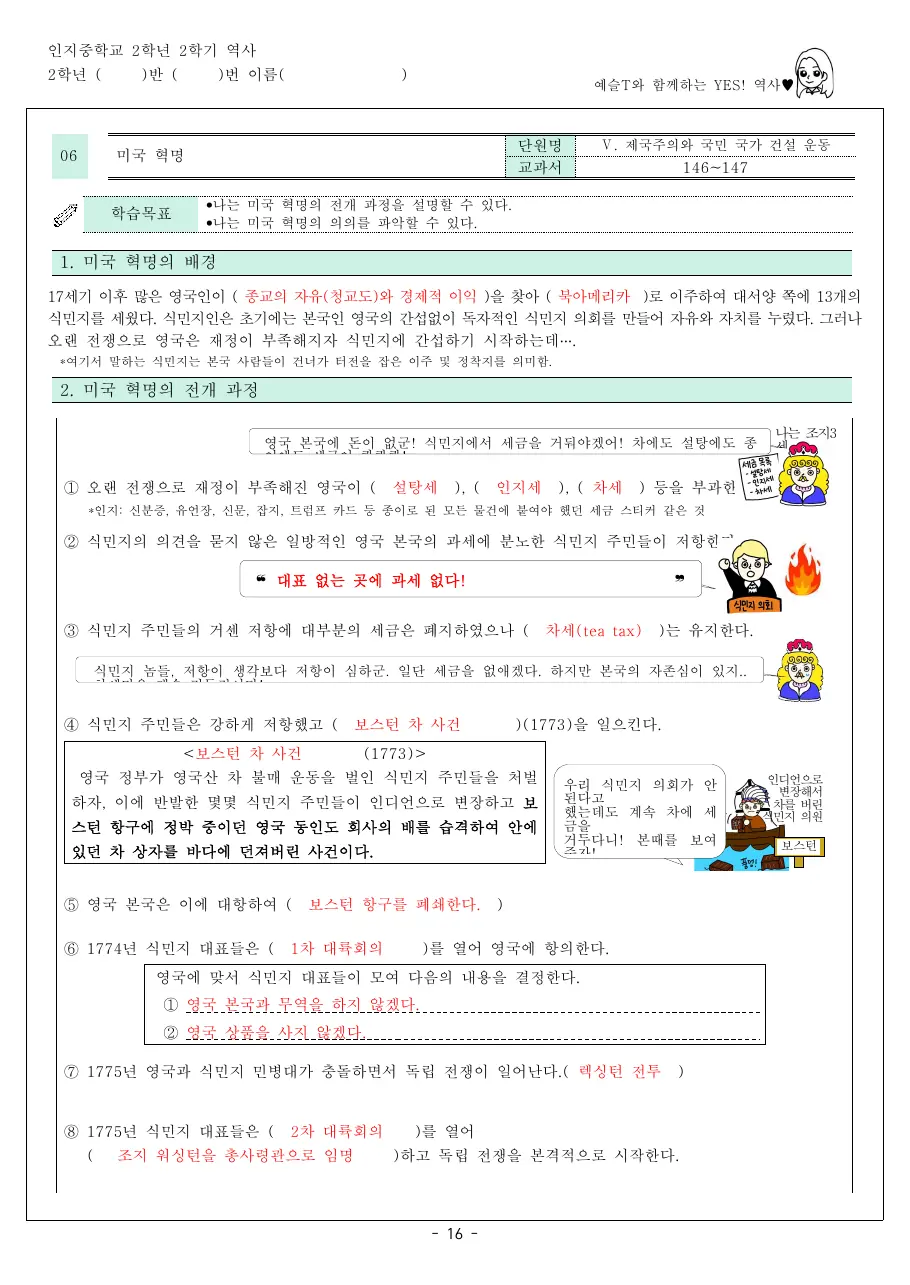 인지중학교 2학년 2학기 역사
2학년 ( )반 ( )번 이름( )
예슬T와 함께하는 YES! 역사♥
06
미국 혁명
단원명
Ⅴ. 제국주의와 국민 국가 건설 운동
교과서
146~147
학습목표
●나는 미국 혁명의 전개 과정을 설명할 수 있다.
●나는 미국 혁명의 의의를 파악할 수 있다.
1. 미국 혁명의 배경
17세기 이후 많은 영국인이 ( 종교의 자유(청교도)와 경제적 이익 )을 찾아 ( 북아메리카 )로 이주하여 대서양 쪽에 13개의
식민지를 세웠다. 식민지인은 초기에는 본국인 영국의 간섭없이 독자적인 식민지 의회를 만들어 자유와 자치를 누렸다. 그러나
오랜 전쟁으로 영국은 재정이 부족해지자 식민지에 간섭하기 시작하는데….
*여기서 말하는 식민지는 본국 사람들이 건너가 터전을 잡은 이주 및 정착지를 의미함.
2. 미국 혁명의 전개 과정
나는 조지3
세
영국 본국에 돈이 없군! 식민지에서 세금을 거둬야겠어! 차에도 설탕에도 종
세금 목록
- 설탕세
- 인지세
- 차세
① 오랜 전쟁으로 재정이 부족해진 영국이 ( 설탕세 ), ( 인지세 ), ( 차세 ) 등을 부과한
*인지: 신분증, 유언장, 신문, 잡지, 트럼프 카드 등 종이로 된 모든 물건에 붙여야 했던 세금 스티커 같은 것
② 식민지의 의견을 묻지 않은 일방적인 영국 본국의 과세에 분노한 식민지 주민들이 저항한다
❝ 대표 없는 곳에 과세 없다! ❞
식민지 의회
③ 식민지 주민들의 거센 저항에 대부분의 세금은 폐지하였으나 ( 차세(tea tax) )는 유지한다.
식민지 놈들, 저항이 생각보다 저항이 심하군. 일단 세금을 없애겠다. 하지만 본국의 자존심이 있지..
④ 식민지 주민들은 강하게 저항했고 ( 보스턴 차 사건 )(1773)을 일으킨다.
<보스턴 차 사건 (1773)>
영국 정부가 영국산 차 불매 운동을 벌인 식민지 주민들을 처벌
하자, 이에 반발한 몇몇 식민지 주민들이 인디언으로 변장하고 보
스턴 항구에 정박 중이던 영국 동인도 회사의 배를 습격하여 안에
있던 차 상자를 바다에 던져버린 사건이다.
우리 식민지 의회가 안
된다고
했는데도 계속 차에 세
금을
거두다니! 본때를 보여
주자!
인디언으로
변장해서
차를 버린
식민지 의원
보스턴
풍덩!
⑤ 영국 본국은 이에 대항하여 ( 보스턴 항구를 폐쇄한다. )
⑥ 1774년 식민지 대표들은 ( 1차 대륙회의 )를 열어 영국에 항의한다.
영국에 맞서 식민지 대표들이 모여 다음의 내용을 결정한다.
① 영국 본국과 무역을 하지 않겠다.
② 영국 상품을 사지 않겠다.
⑦ 1775년 영국과 식민지 민병대가 충돌하면서 독립 전쟁이 일어난다.( 렉싱턴 전투 )
⑧ 1775년 식민지 대표들은 ( 2차 대륙회의 )를 열어
( 조지 워싱턴을 총사령관으로 임명 )하고 독립 전쟁을 본격적으로 시작한다.
- 16 -